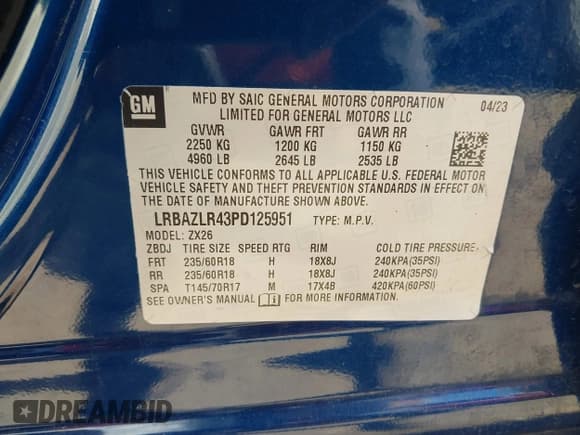 GM
MFD BY SAIC GENERAL MOTORS CORPORATION 04/23
LIMITED FOR GENERAL MOTORS LLC
GVWR GAWR FRT GAWR RR
2250 KG 1200 KG 1150 KG
4960 LB 2645 LB 2535 LB
THIS VEHICLE CONFORMS TO ALL APPLICABLE U.S. FEDERAL MOTOR
VEHICLE SAFETY AND THEFT PREVENTION STANDARDS IN EFFECT ON
THE DATE OF MANUFACTURE SHOWN ABOVE.
LRBAZLR43PD125951 TYPE: M.P.V.
MODEL: ZX26
ZBDJ TIRE SIZE SPEED RTG RIM COLD TIRE PRESSURE
FRT 235/60R18 H 18X8J 240KPA(35PSI)
RR 235/60R18 H 18X8J 240KPA(35PSI)
SPA T145/70R17 M 17X4B 420KPA(60PSI)
SEE OWNER'S MANUAL FOR MORE INFORMATION
DREAMBID